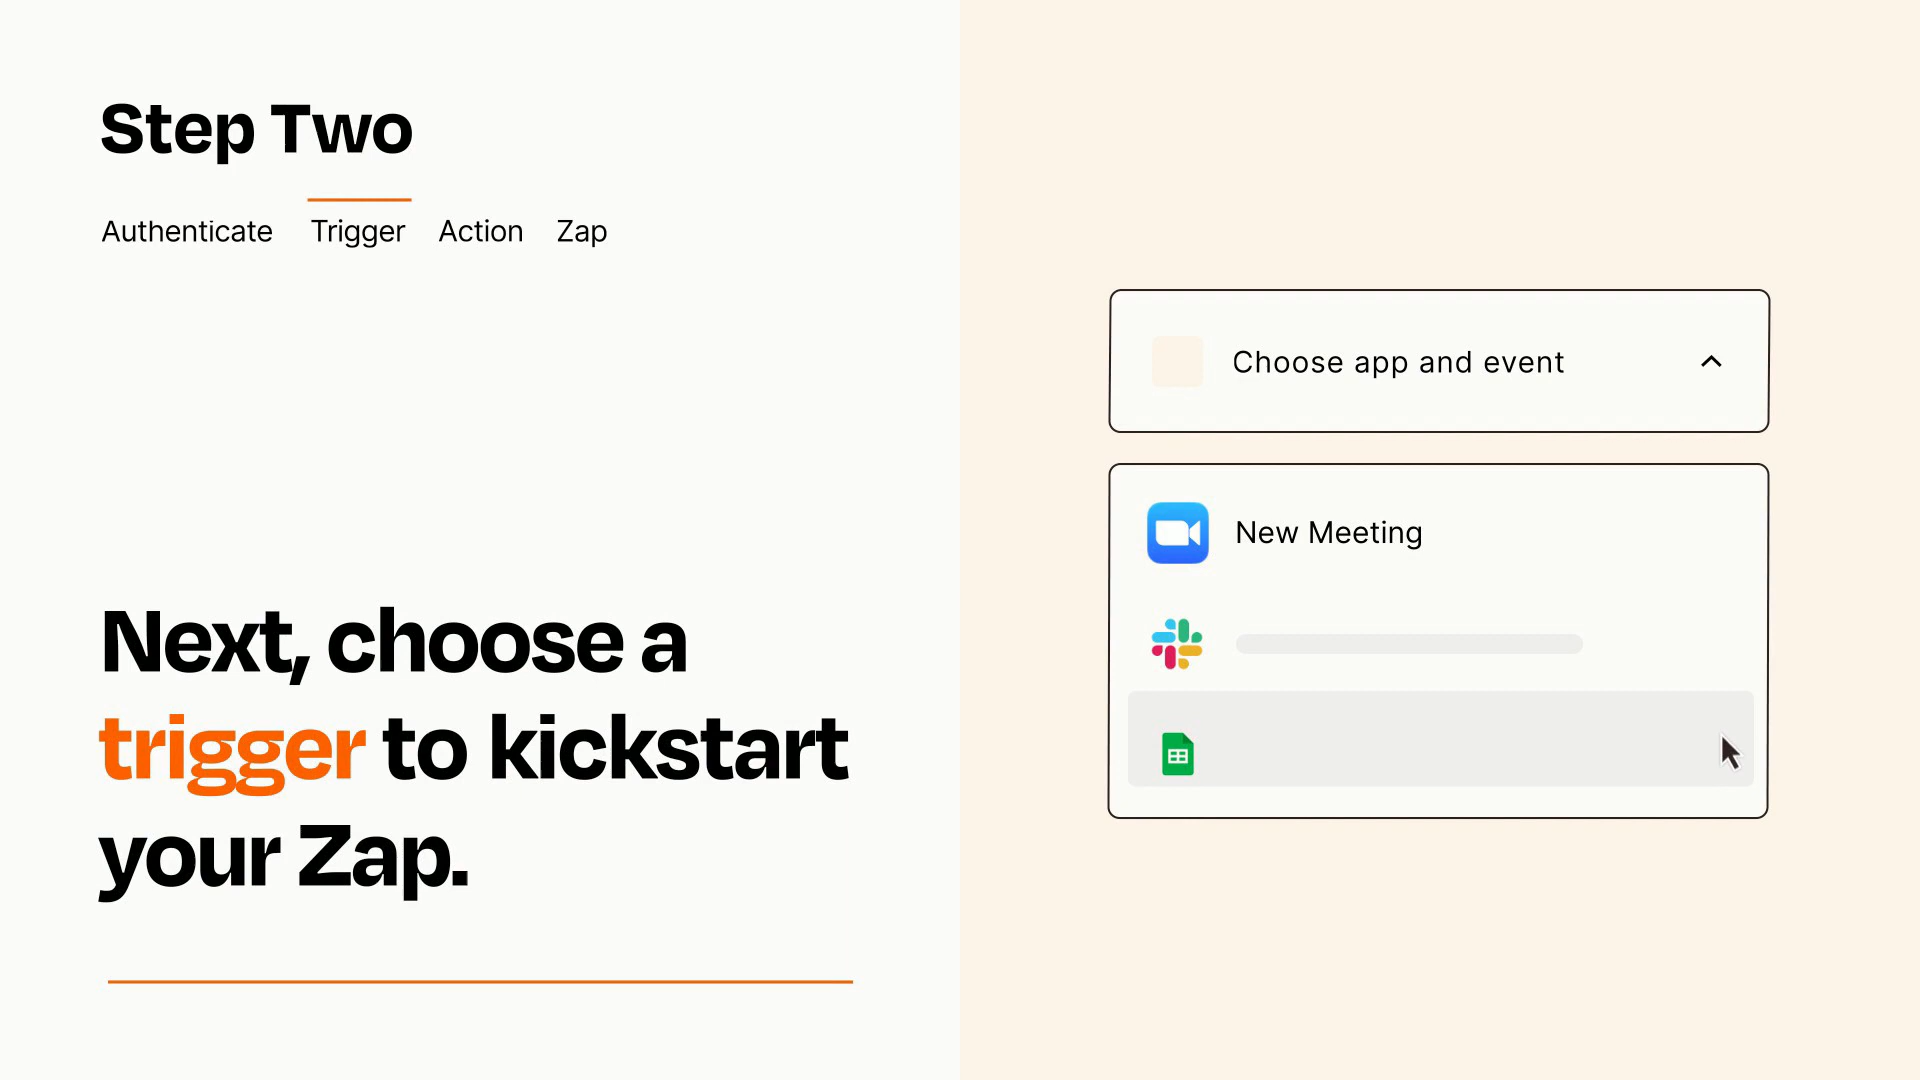 Step Two
Authenticate Trigger Action Zap
Next, choose a
trigger to kickstart
your Zap.
Choose app and event
New Meeting